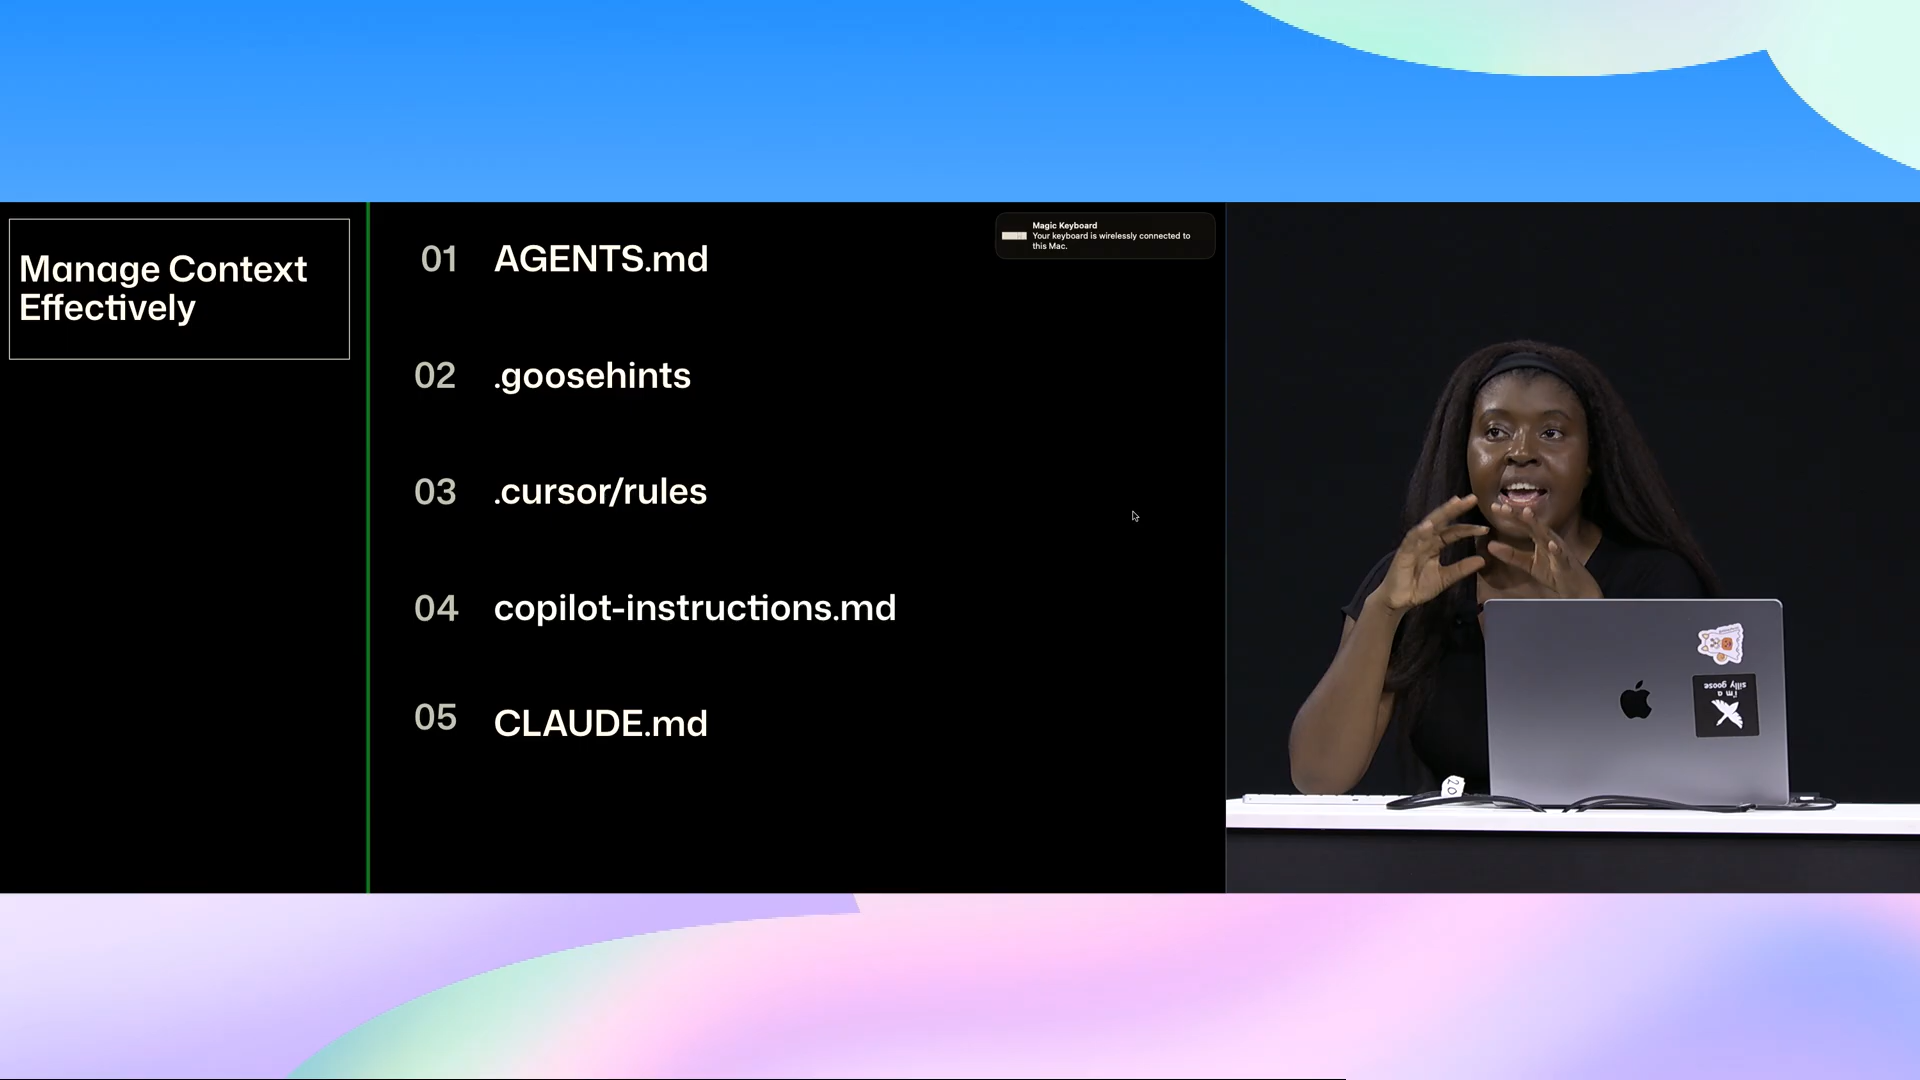 Manage Context
Effectively
01 AGENTS.md
02 .goosehints
03 .cursor/rules
04 copilot-instructions.md
05 CLAUDE.md
Magic Keyboard
Your keyboard is wirelessly connected to
this Mac.
i'm a
silly goose
20